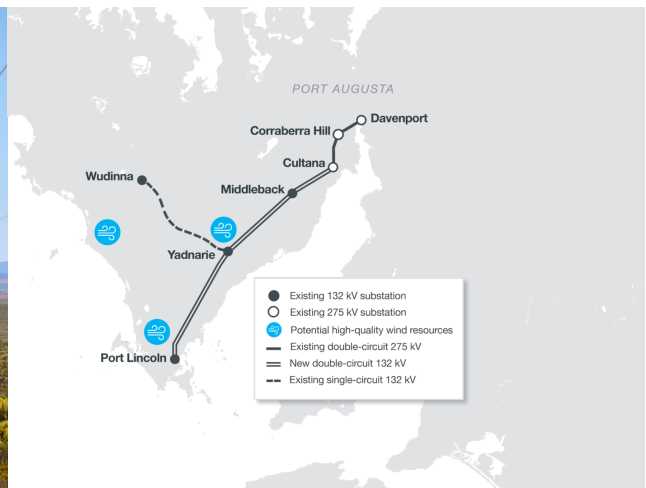 PORT AUGUSTA
Davenport
Corraberra Hill
Cultana
Wudinna
Middleback
Yadnarie
Port Lincoln
Existing 132 kV substation
Existing 275 kV substation
Potential high-quality wind resources
Existing double-circuit 275 kV
New double-circuit 132 kV
Existing single-circuit 132 kV